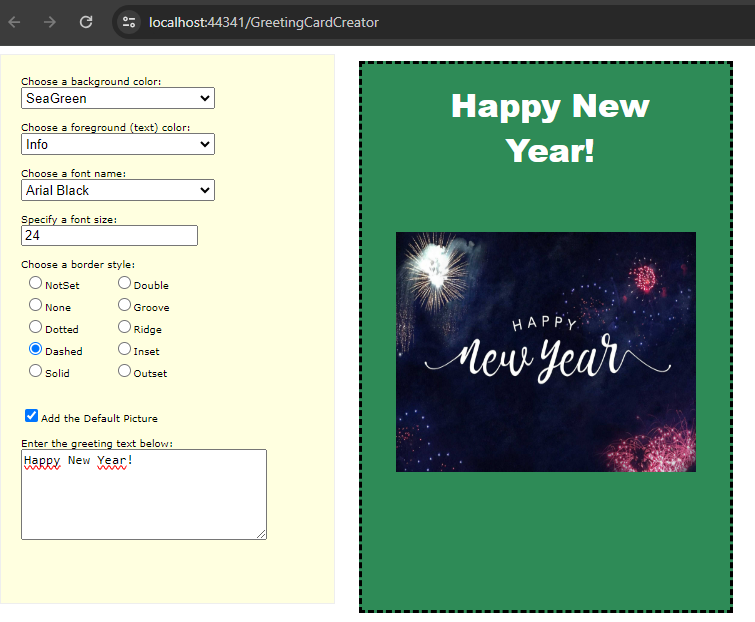 localhost:44341/GreetingCardCreator
Choose a background color:
SeaGreen
Choose a foreground (text) color:
Info
Choose a font name:
Arial Black
Specify a font size:
24
Choose a border style:
NotSet Double
None Groove
Dotted Ridge
Dashed Inset
Solid Outset
Add the Default Picture
Enter the greeting text below:
Happy New Year!
Happy New
Year!
HAPPY
new year